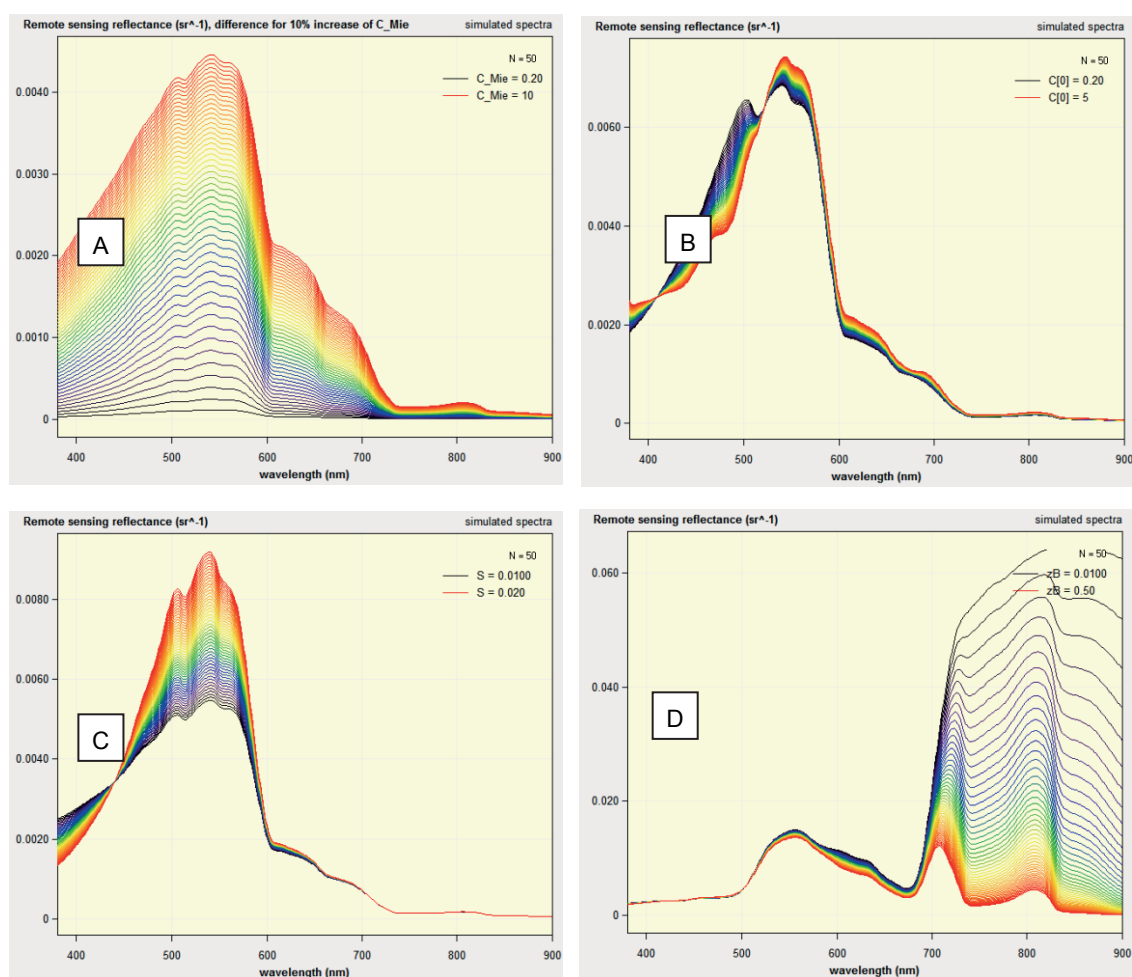 Remote sensing reflectance (sr^-1), difference for 10% increase of C_Mie simulated spectra
N = 50
C_Mie = 0.20
C_Mie = 10
0.0040
0.0030
0.0020
0.0010
0
A
400 500 600 700 800 900
wavelength (nm)
Remote sensing reflectance (sr^-1) simulated spectra
N = 50
C[0] = 0.20
C[0] = 5
0.0060
0.0040
0.0020
0
B
400 500 600 700 800 900
wavelength (nm)
Remote sensing reflectance (sr^-1) simulated spectra
N = 50
S = 0.0100
S = 0.020
0.0080
0.0060
0.0040
0.0020
0
C
400 500 600 700 800 900
wavelength (nm)
Remote sensing reflectance (sr^-1) simulated spectra
N = 50
zB = 0.0100
zB = 0.50
0.060
0.040
0.020
0
D
400 500 600 700 800 900
wavelength (nm)